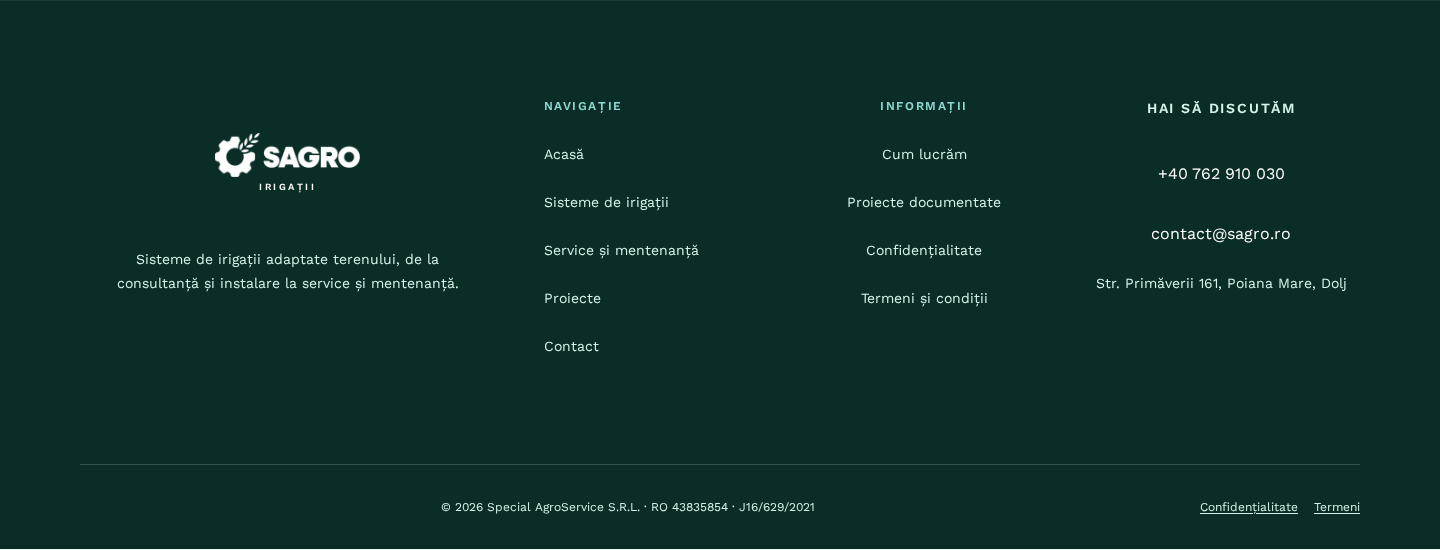 SAGRO
IRIGAȚII
Sisteme de irigații adaptate terenului, de la
consultanță și instalare la service și mentenanță.
NAVIGAȚIE
Acasă
Sisteme de irigații
Service și mentenanță
Proiecte
Contact
INFORMAȚII
Cum lucrăm
Proiecte documentate
Confidențialitate
Termeni și condiții
HAI SĂ DISCUTĂM
+40 762 910 030
contact@sagro.ro
Str. Primăverii 161, Poiana Mare, Dolj
© 2026 Special AgroService S.R.L. · RO 43835854 · J16/629/2021
Confidențialitate Termeni